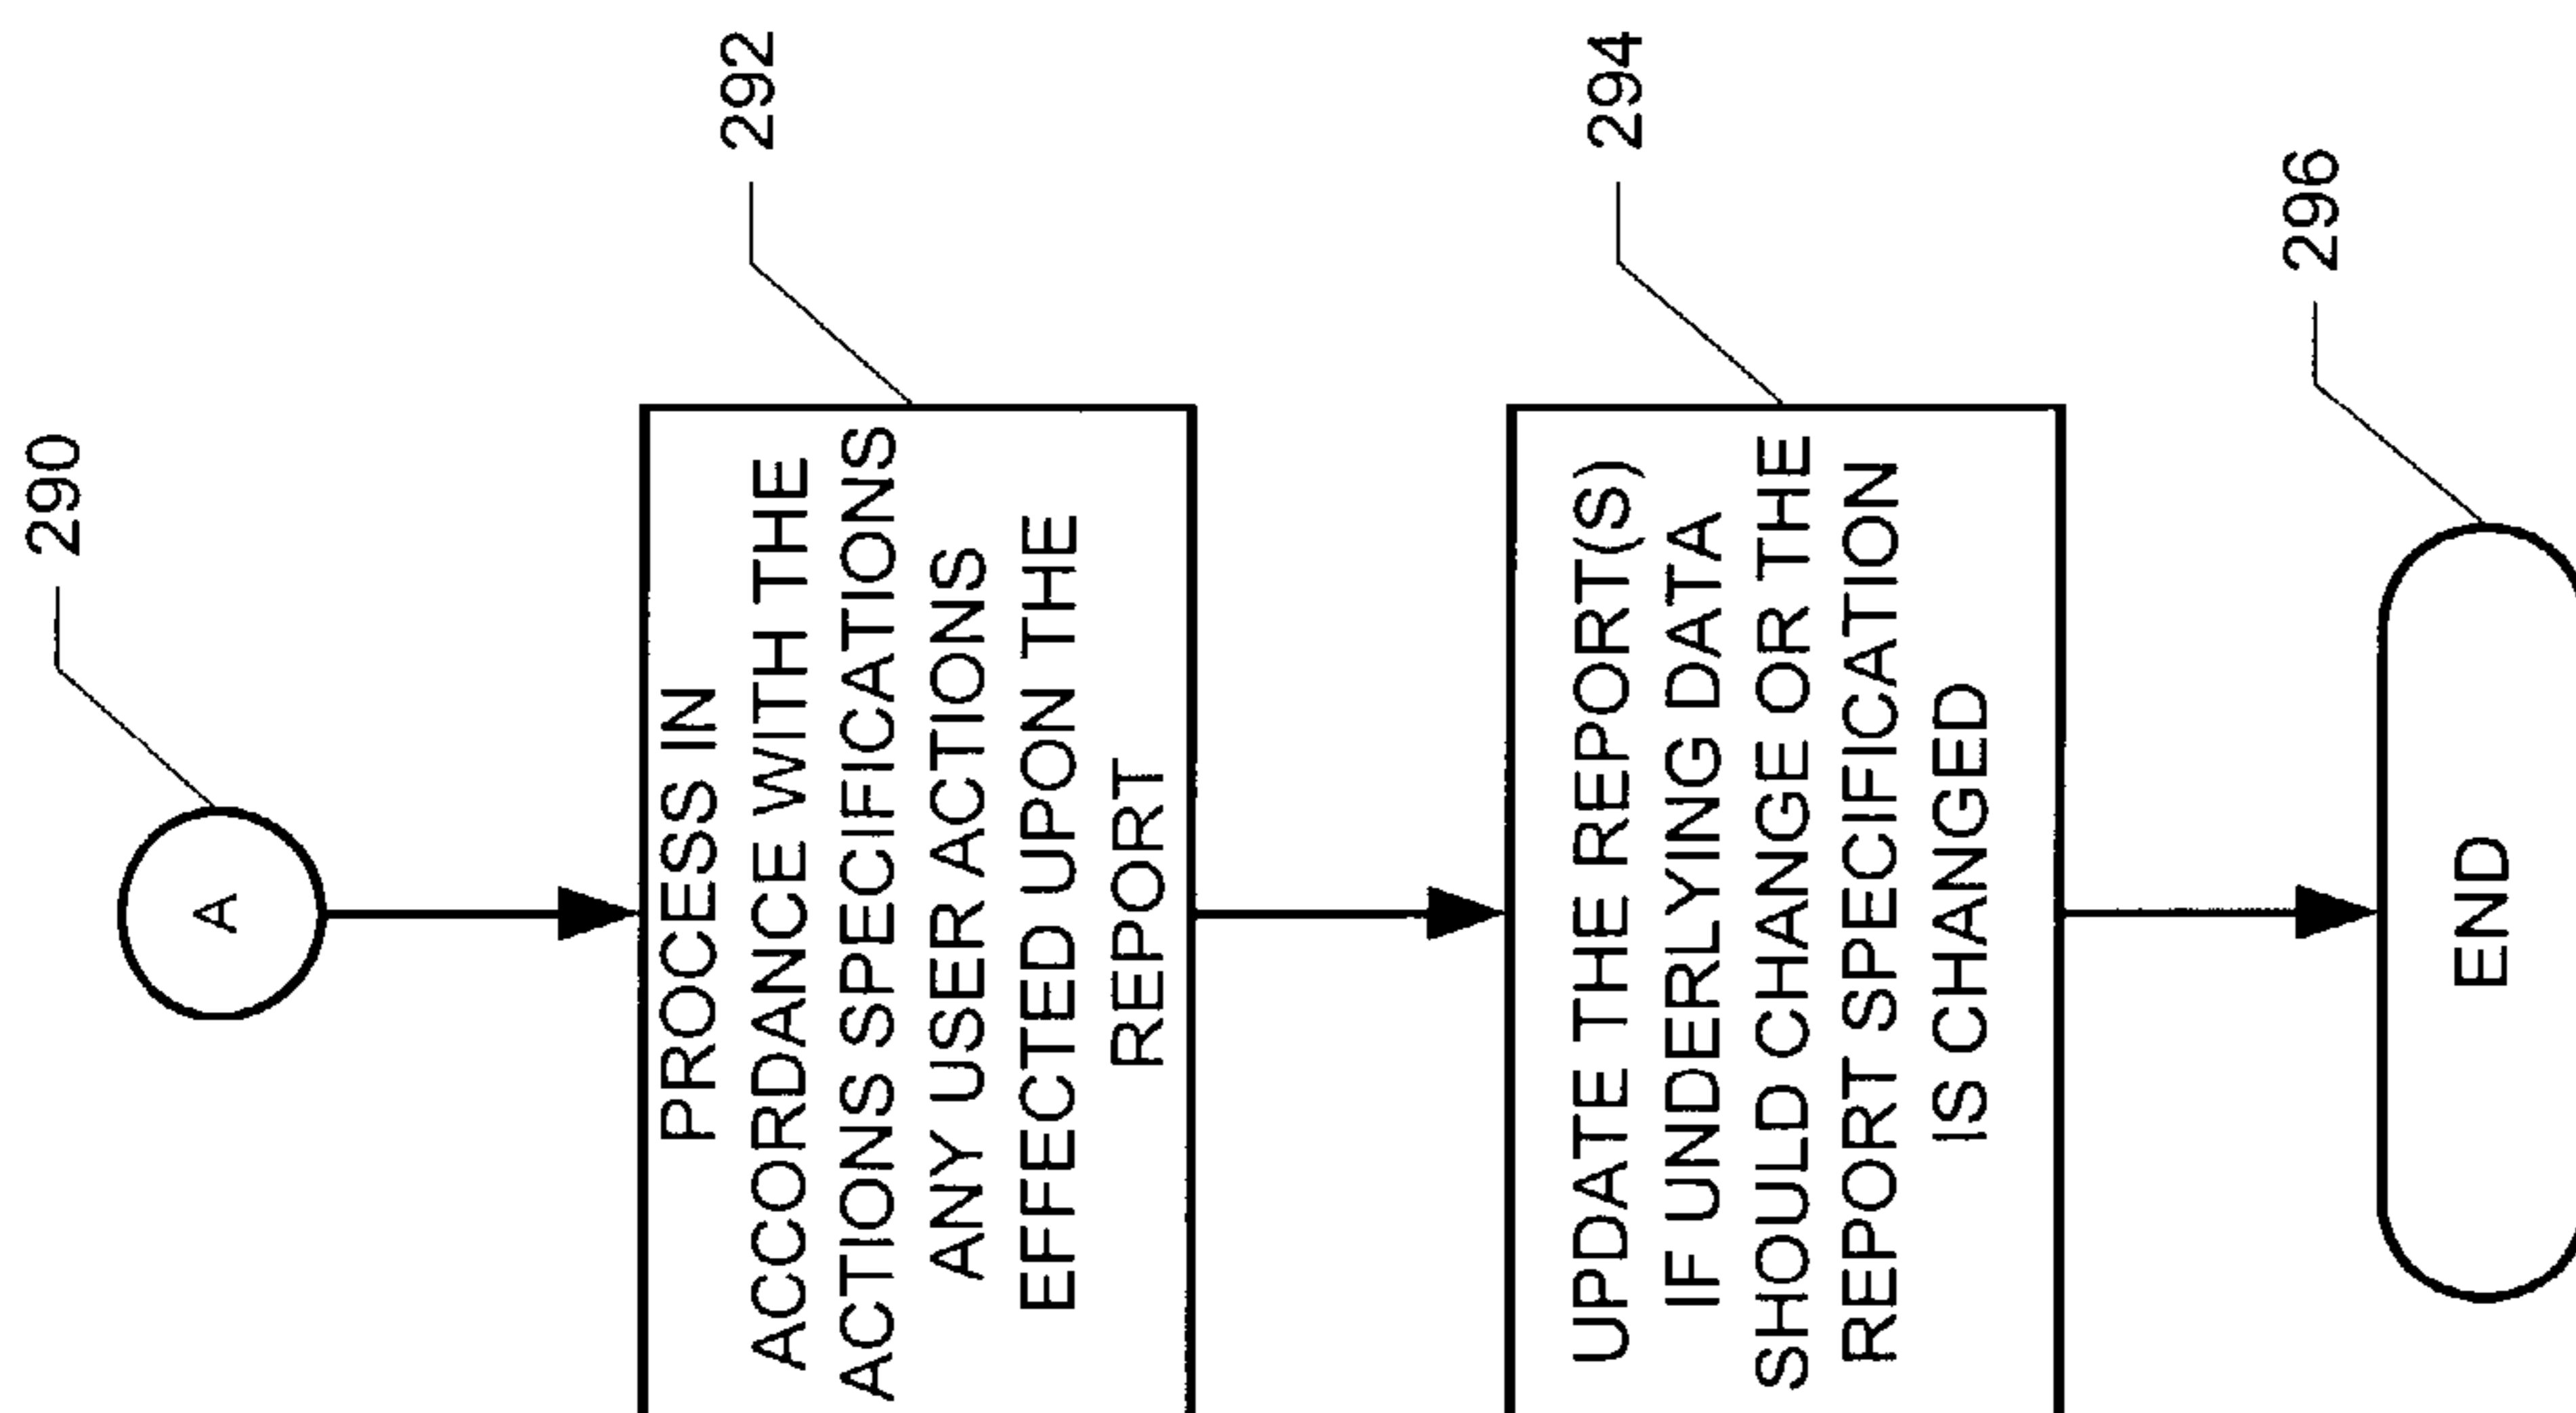 290
A
292
PROCESS IN
ACCORDANCE WITH THE
ACTIONS SPECIFICATIONS
ANY USER ACTIONS
EFFECTED UPON THE
REPORT
294
UPDATE THE REPORT(S)
IF UNDERLYING DATA
SHOULD CHANGE OR THE
REPORT SPECIFICATION
IS CHANGED
296
END